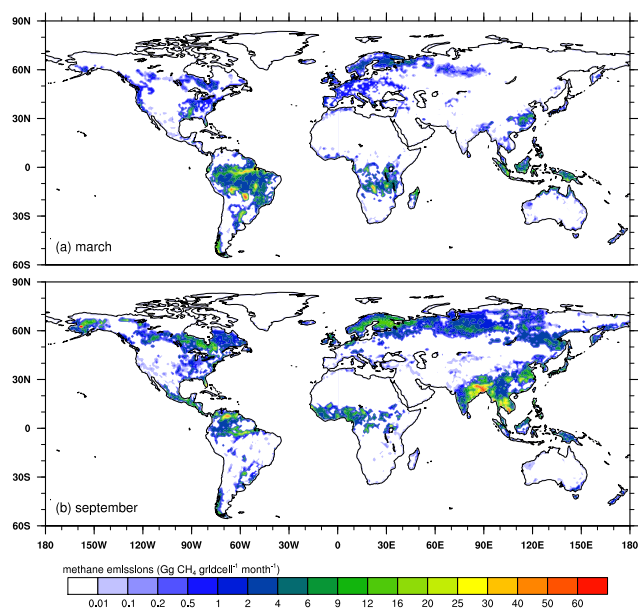 90N
60N
30N
0
30S
(a) march
60S
90N
60N
30N
0
30S
(b) september
60S
180 150W 120W 90W 60W 30W 0 30E 60E 90E 120E 150E 180
methane emissions (Gg CH₄ gridcell⁻¹ month⁻¹)
0.01 0.1 0.2 0.5 1 2 4 6 9 12 16 20 25 30 40 50 60